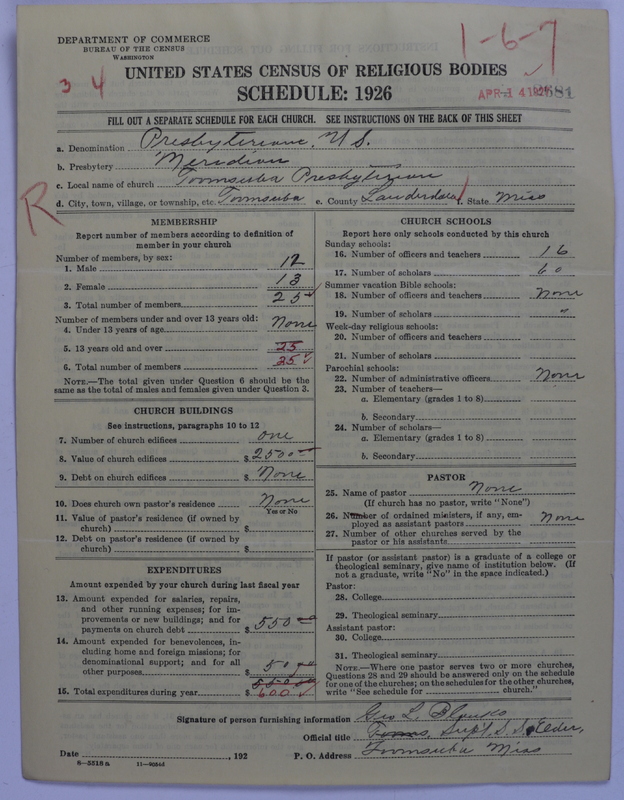 DEPARTMENT OF COMMERCE
BUREAU OF THE CENSUS
WASHINGTON
1-6-7
3 4
APR 14 1927
UNITED STATES CENSUS OF RELIGIOUS BODIES
SCHEDULE: 1926
FILL OUT A SEPARATE SCHEDULE FOR EACH CHURCH. SEE INSTRUCTIONS ON THE BACK OF THIS SHEET
a. Denomination Presbyterian, U S.
b. Presbytery Meridian
c. Local name of church Toomsuba Presbyterian
d. City, town, village, or township, etc. Toomsuba e. County Lauderdale f. State Miss
R
MEMBERSHIP
Report number of members according to definition of
member in your church
Number of members, by sex:
1. Male 12
2. Female 13
3. Total number of members 25
Number of members under and over 13 years old:
4. Under 13 years of age None
5. 13 years old and over 25
6. Total number of members 25
NOTE.—The total given under Question 6 should be the
same as the total of males and females given under Question 3.
CHURCH BUILDINGS
See instructions, paragraphs 10 to 12
7. Number of church edifices one
8. Value of church edifices $ 2500 00
9. Debt on church edifices $ None
10. Does church own pastor's residence None
Yes or No
11. Value of pastor's residence (if owned by
church) $
12. Debt on pastor's residence (if owned by
church) $
EXPENDITURES
Amount expended by your church during last fiscal year
13. Amount expended for salaries, repairs,
and other running expenses; for im-
provements or new buildings; and for
payments on church debt $ 550 00
14. Amount expended for benevolences, in-
cluding home and foreign missions; for
denominational support; and for all
other purposes $ 50 00
550 00
15. Total expenditures during year $ 600
CHURCH SCHOOLS
Report here only schools conducted by this church
Sunday schools:
16. Number of officers and teachers 16
17. Number of scholars 60
Summer vacation Bible schools:
18. Number of officers and teachers None
19. Number of scholars "
Week-day religious schools:
20. Number of officers and teachers
21. Number of scholars
Parochial schools:
22. Number of administrative officers None
23. Number of teachers—
a. Elementary (grades 1 to 8)
b. Secondary
24. Number of scholars—
a. Elementary (grades 1 to 8)
b. Secondary
PASTOR
25. Name of pastor None
(If church has no pastor, write "None")
26. Number of ordained ministers, if any, em-
ployed as assistant pastors None
27. Number of other churches served by the
pastor or his assistants
If pastor (or assistant pastor) is a graduate of a college or
theological seminary, give name of institution below. (If
not a graduate, write "No" in the space indicated.)
Pastor:
28. College
29. Theological seminary
Assistant pastor:
30. College
31. Theological seminary
NOTE.—Where one pastor serves two or more churches,
Questions 28 and 29 should be answered only on the schedule
for one of the churches; on the schedules for the other churches,
write "See schedule for church."
Signature of person furnishing information Geo L.
Official title Supt S. S. & Elder,
Date , 192 P. O. Address Toomsuba Miss